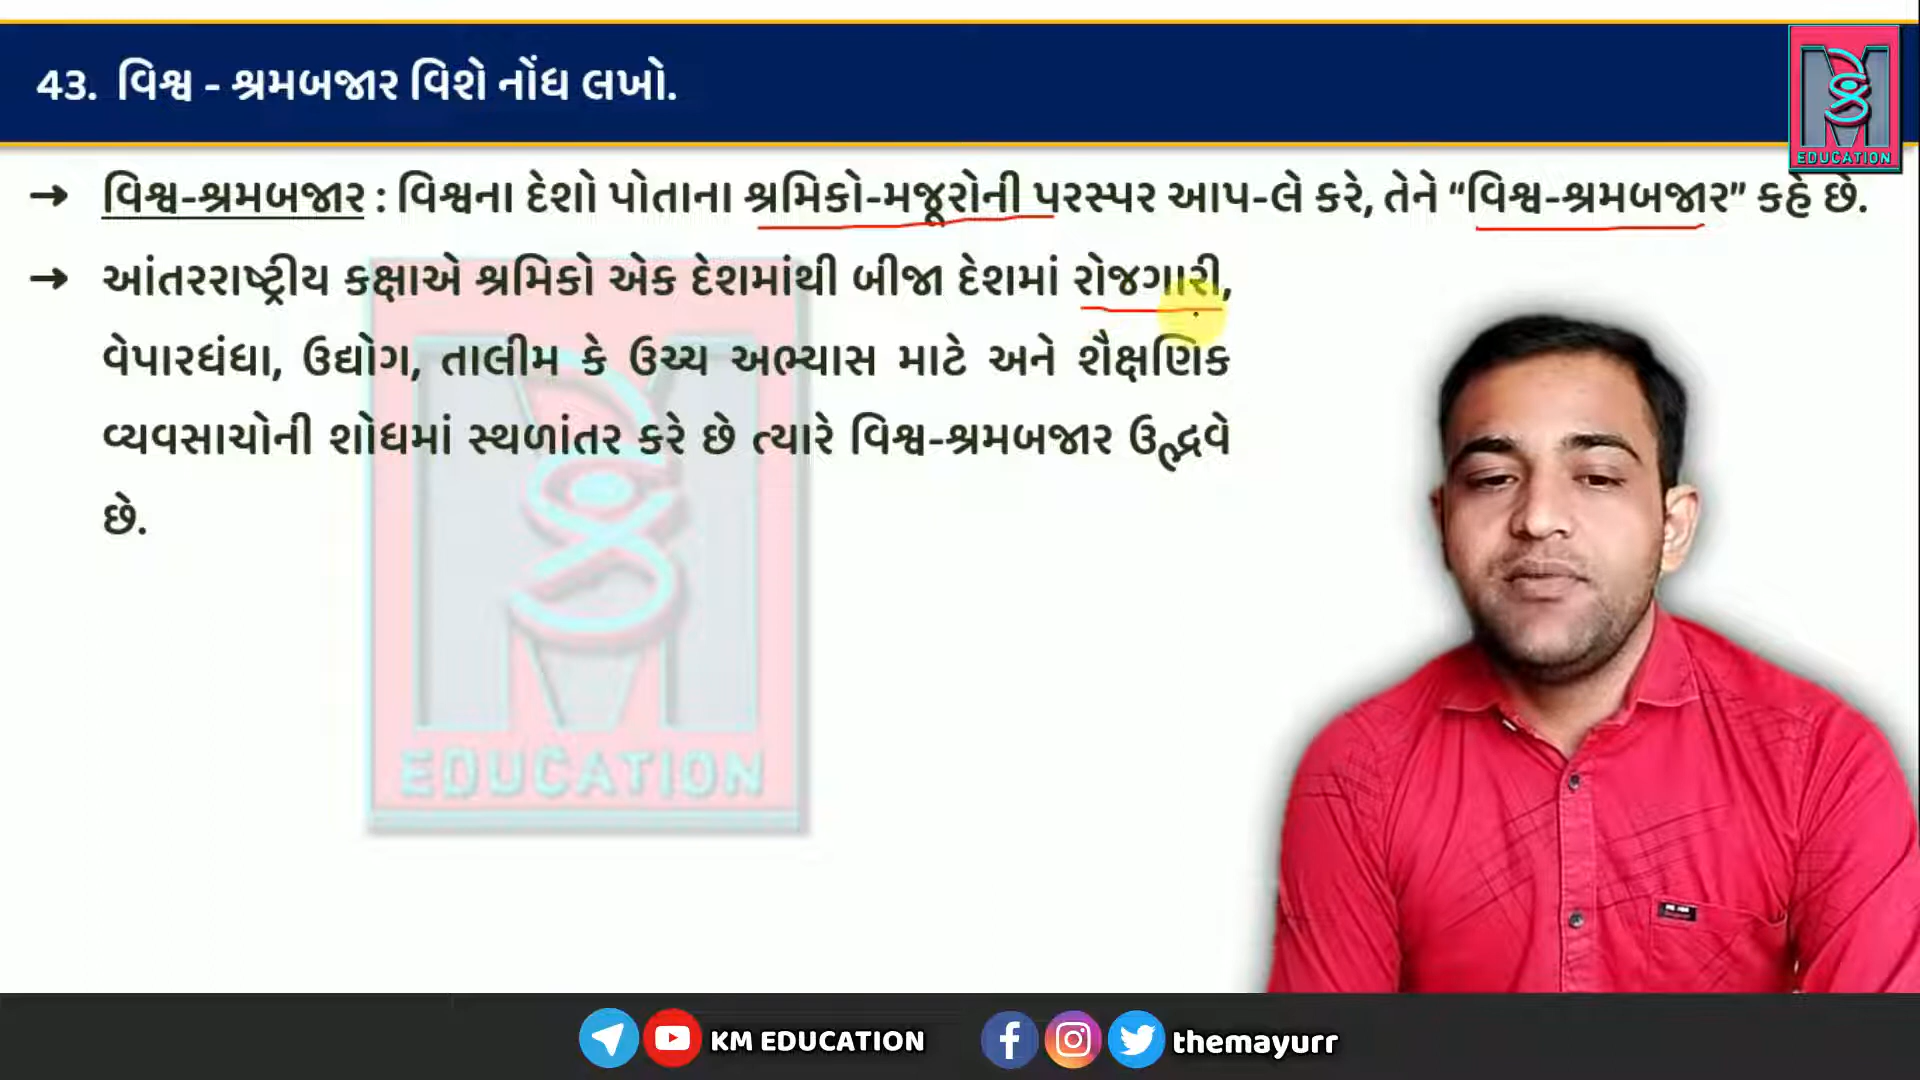 43. વિશ્વ - શ્રમબજાર વિશે નોંધ લખો.
EDUCATION
→ વિશ્વ-શ્રમબજાર : વિશ્વના દેશો પોતાના શ્રમિકો-મજૂરોની પરસ્પર આપ-લે કરે, તેને “વિશ્વ-શ્રમબજાર” કહે છે.
→ આંતરરાષ્ટ્રીય કક્ષાએ શ્રમિકો એક દેશમાંથી બીજા દેશમાં રોજગારી,
વેપારધંધા, ઉદ્યોગ, તાલીમ કે ઉચ્ચ અભ્યાસ માટે અને શૈક્ષણિક
વ્યવસાયોની શોધમાં સ્થળાંતર કરે છે ત્યારે વિશ્વ-શ્રમબજાર ઉદ્ભવે
છે.
EDUCATION
KM EDUCATION
themayurr